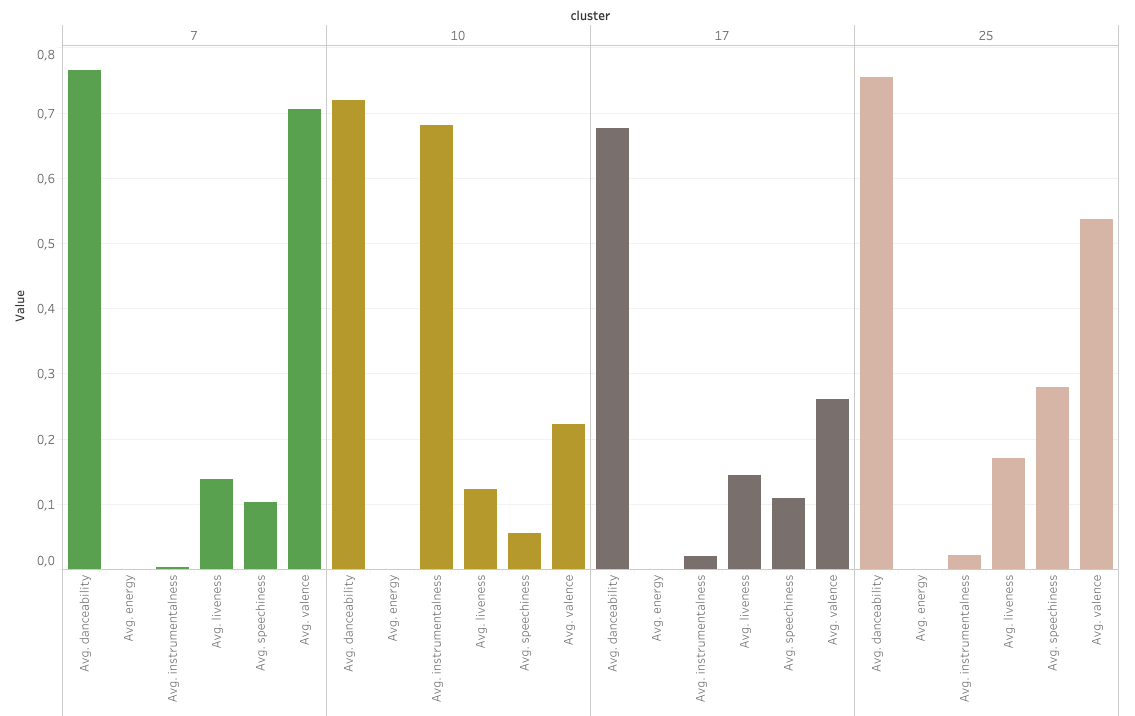 cluster
7
10
17
25
Value
0,8
0,7
0,6
0,5
0,4
0,3
0,2
0,1
0,0
Avg. danceability
Avg. energy
Avg. instrumentalness
Avg. liveness
Avg. speechiness
Avg. valence
Avg. danceability
Avg. energy
Avg. instrumentalness
Avg. liveness
Avg. speechiness
Avg. valence
Avg. danceability
Avg. energy
Avg. instrumentalness
Avg. liveness
Avg. speechiness
Avg. valence
Avg. danceability
Avg. energy
Avg. instrumentalness
Avg. liveness
Avg. speechiness
Avg. valence